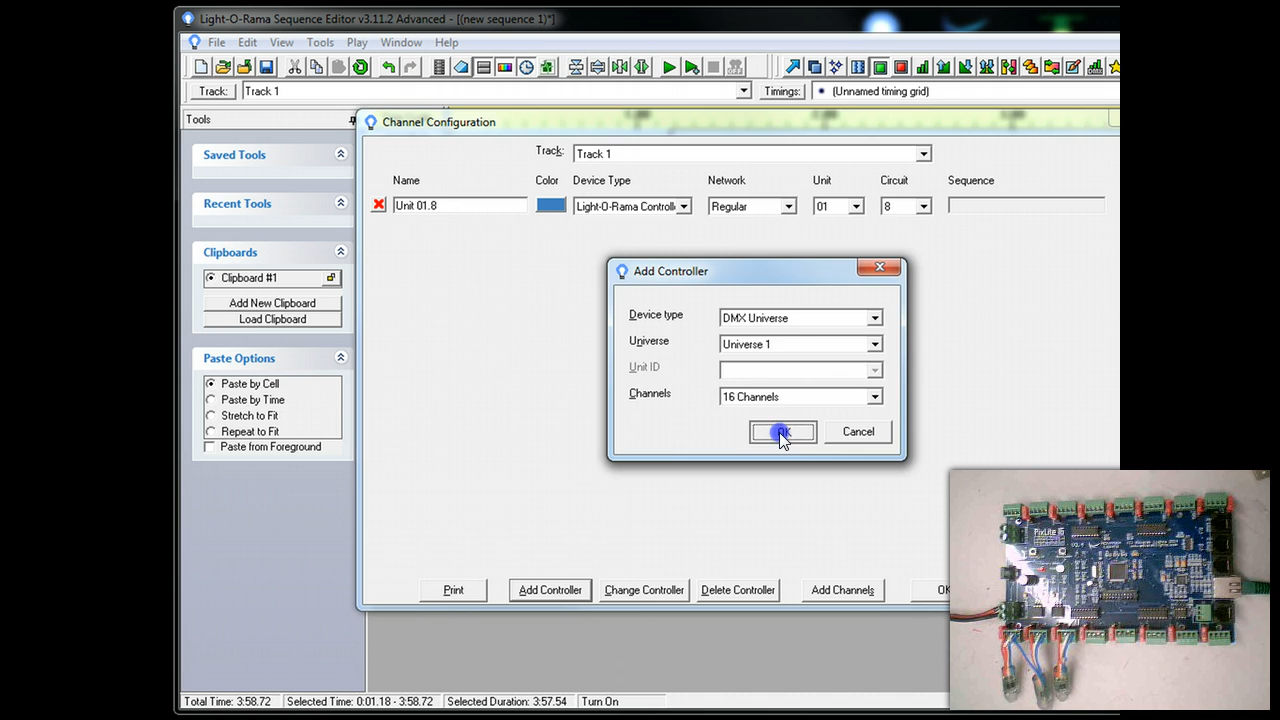 Light-O-Rama Sequence Editor v3.11.2 Advanced - [(new sequence 1)*]
File Edit View Tools Play Window Help
Track: Track 1 Timings: (Unnamed timing grid)
Tools
Channel Configuration
Track: Track 1
Saved Tools
Name Color Device Type Network Unit Circuit Sequence
Recent Tools
Unit 01.8 Light-O-Rama Controll Regular 01 8
Clipboards
Clipboard #1
Add New Clipboard
Load Clipboard
Add Controller
Device type DMX Universe
Universe Universe 1
Unit ID
Channels 16 Channels
OK Cancel
Paste Options
Paste by Cell
Paste by Time
Stretch to Fit
Repeat to Fit
Paste from Foreground
Print Add Controller Change Controller Delete Controller Add Channels OK
PixLite 16
Total Time: 3:58.72 Selected Time: 0:01.18 - 3:58.72 Selected Duration: 3:57.54 Turn On